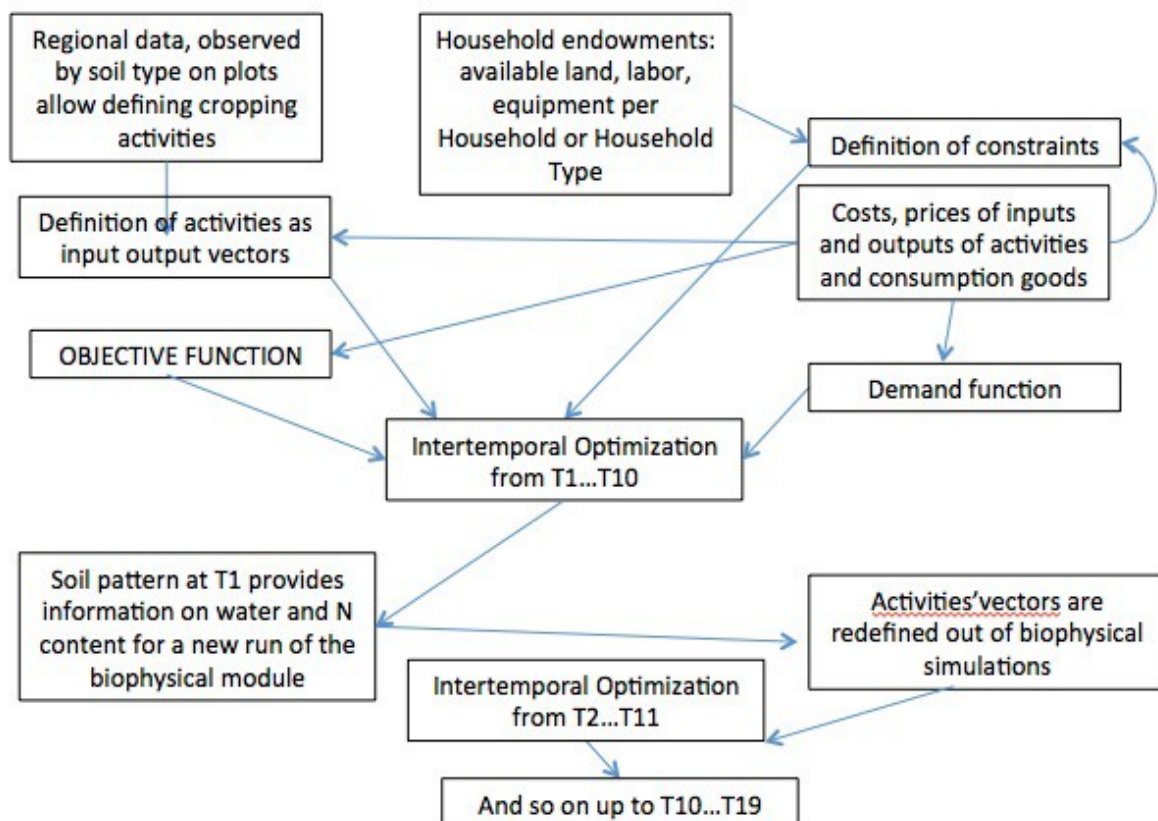 Regional data, observed
by soil type on plots
allow defining cropping
activities
Household endowments:
available land, labor,
equipment per
Household or Household
Type
Definition of constraints
Definition of activities as
input output vectors
Costs, prices of inputs
and outputs of activities
and consumption goods
OBJECTIVE FUNCTION
Demand function
Intertemporal Optimization
from T1...T10
Soil pattern at T1 provides
information on water and N
content for a new run of the
biophysical module
Activities'vectors are
redefined out of biophysical
simulations
Intertemporal Optimization
from T2...T11
And so on up to T10...T19